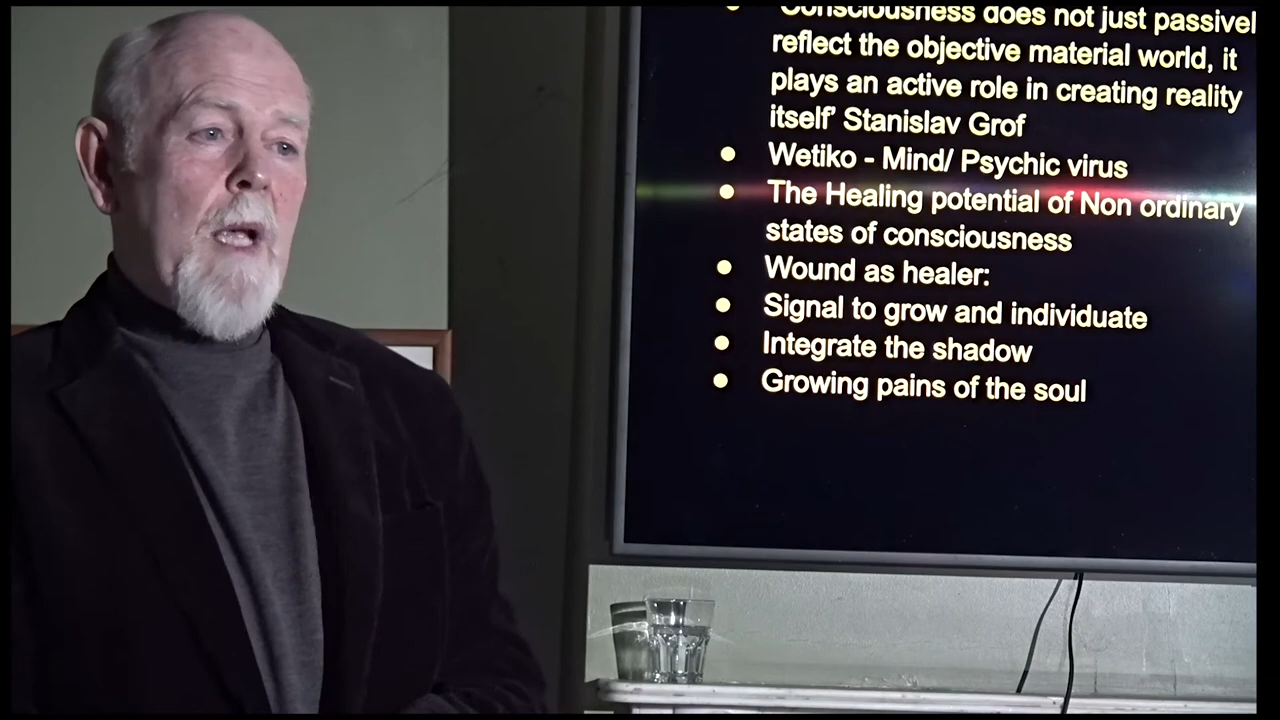 • 'Consciousness does not just passivel
reflect the objective material world, it
plays an active role in creating reality
itself' Stanislav Grof
• Wetiko - Mind/ Psychic virus
• The Healing potential of Non ordinary
states of consciousness
• Wound as healer:
• Signal to grow and individuate
• Integrate the shadow
• Growing pains of the soul